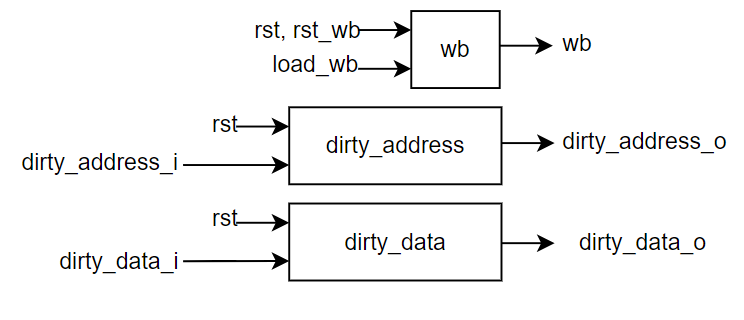 rst, rst_wb
load_wb
wb
wb
rst
dirty_address_i
dirty_address
dirty_address_o
rst
dirty_data_i
dirty_data
dirty_data_o